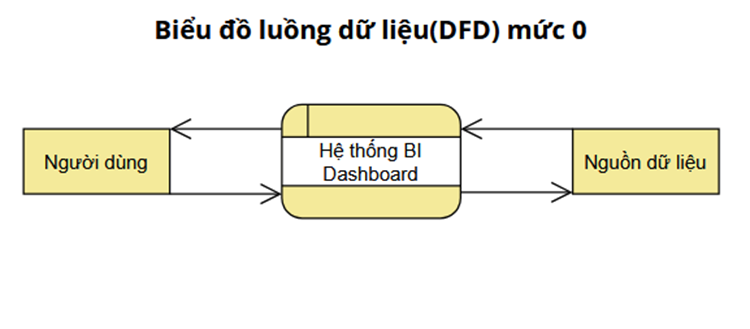 Biểu đồ luồng dữ liệu(DFD) mức 0
Người dùng
Hệ thống BI
Dashboard
Nguồn dữ liệu